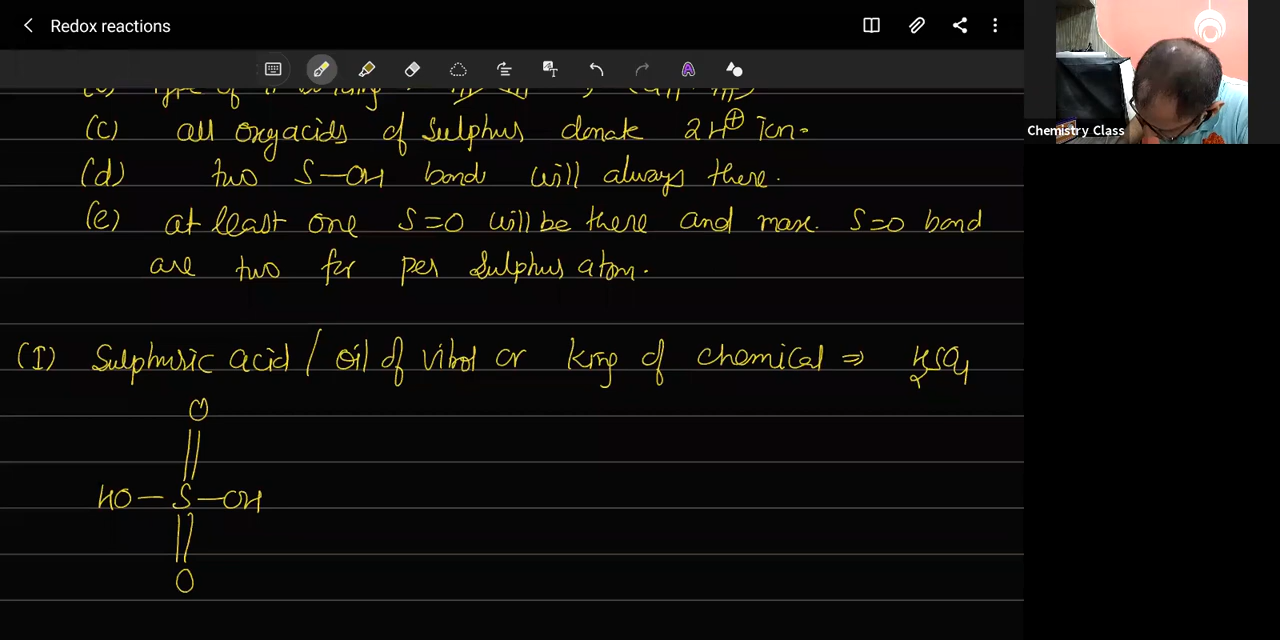 Redox reactions
Chemistry Class
Type of
(c) all oxyacids of Sulphur donate 2H⊕ Ion.
(d) two S—OH bond will always there.
(e) at least one S=O will be there and max. S=O bond
are two for per Sulphur atom.
(I) Sulphuric acid / oil of vitrol or king of chemical ⇒ H2SO4
O
HO—S—OH
O